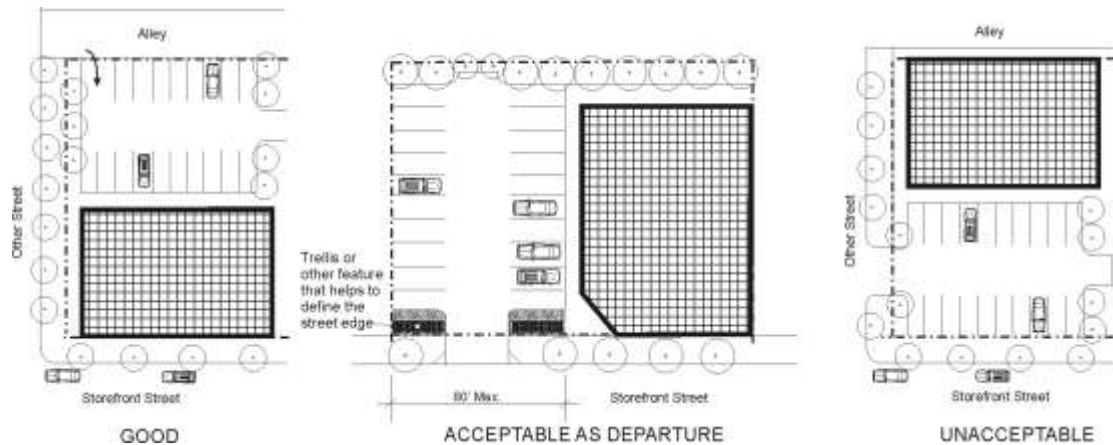 Alley
Other Street
Storefront Street
GOOD
Trellis or
other feature
that helps to
define the
street edge
80' Max.
Storefront Street
ACCEPTABLE AS DEPARTURE
Alley
Other Street
Storefront Street
UNACCEPTABLE